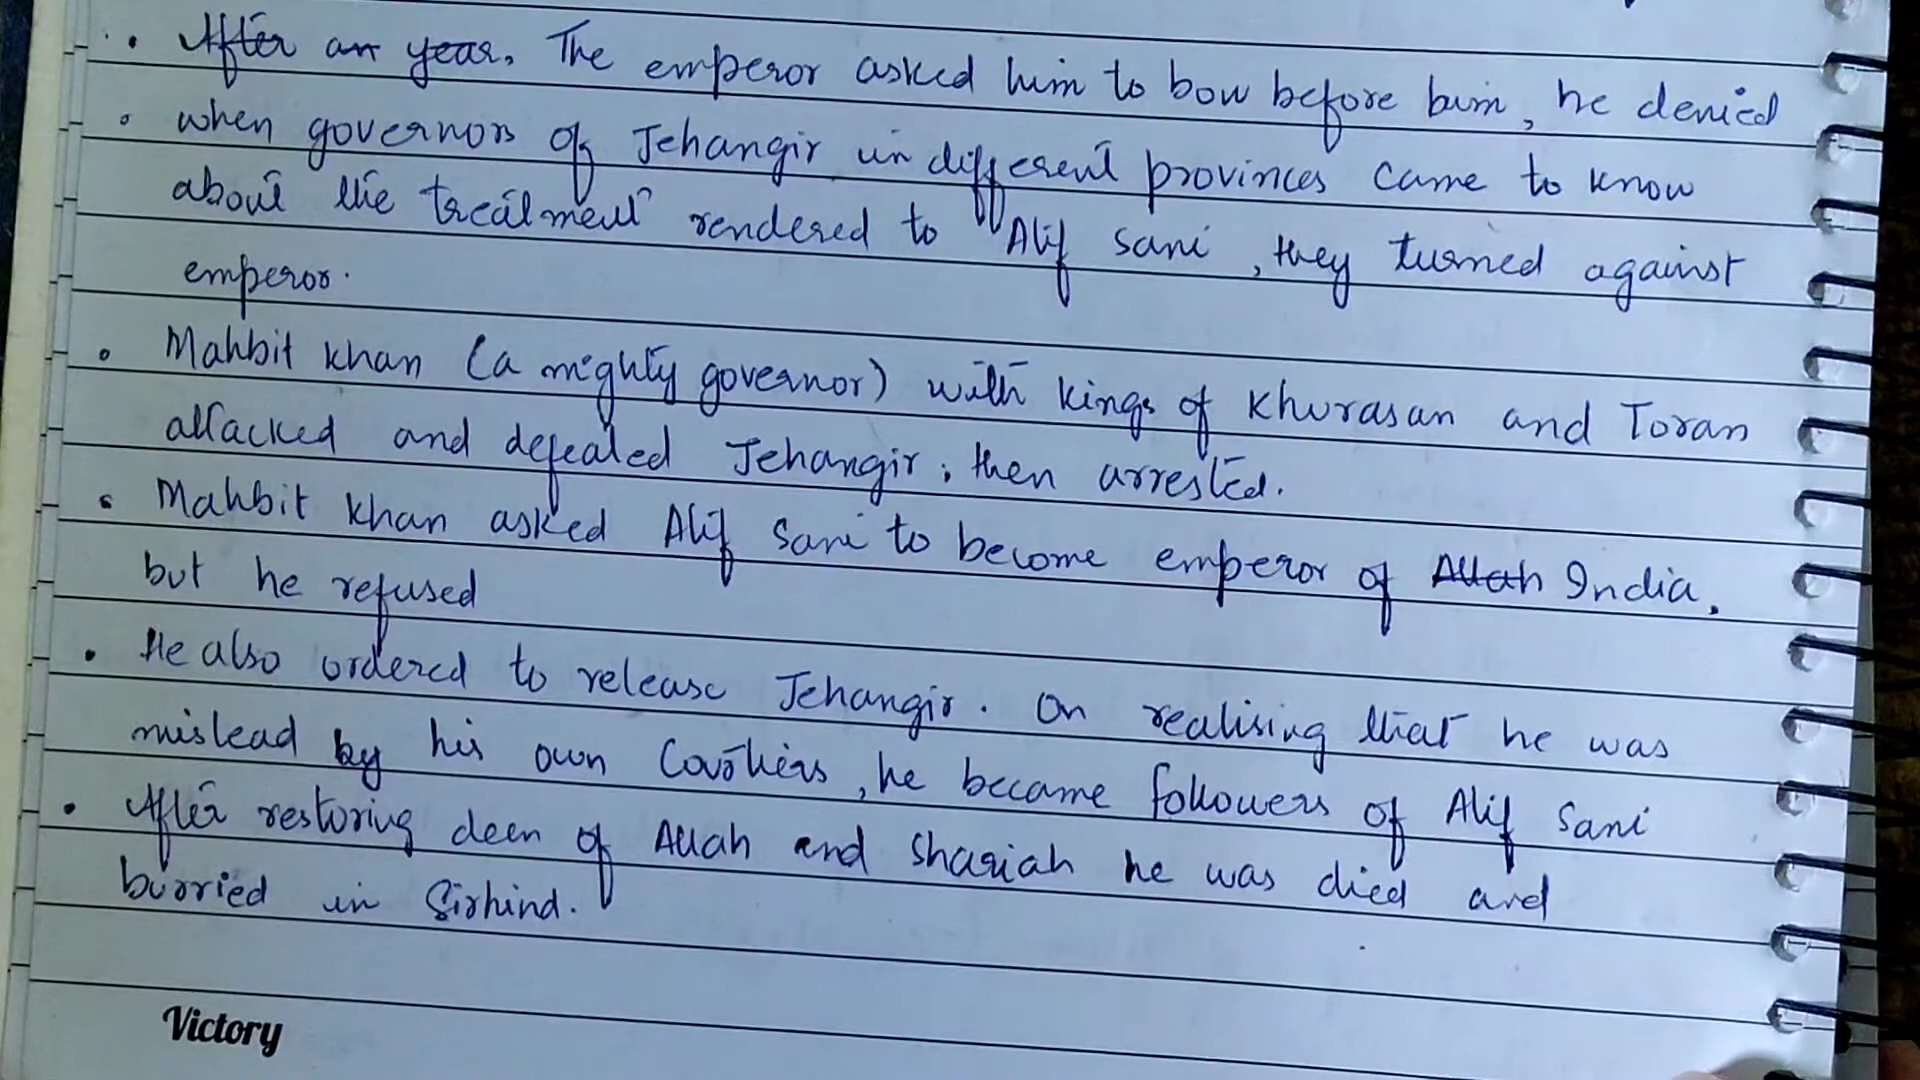 • After an year. The emperor asked him to bow before him, he denied
• when governors of Jehangir in different provinces came to know
about the treatment rendered to Alif sani, they turned against
emperor.
• Mahbit khan (a mighty governor) with kings of Khurasan and Toran
attacked and defeated Jehangir; then arrested.
• Mahbit khan asked Alif Sani to become emperor of Allah India.
but he refused
• He also ordered to release Jehangir. On realising that he was
mislead by his own Courtiers, he became followers of Alif Sani
• After restoring deen of Allah and shariah he was died and
burried in Sirhind.
Victory